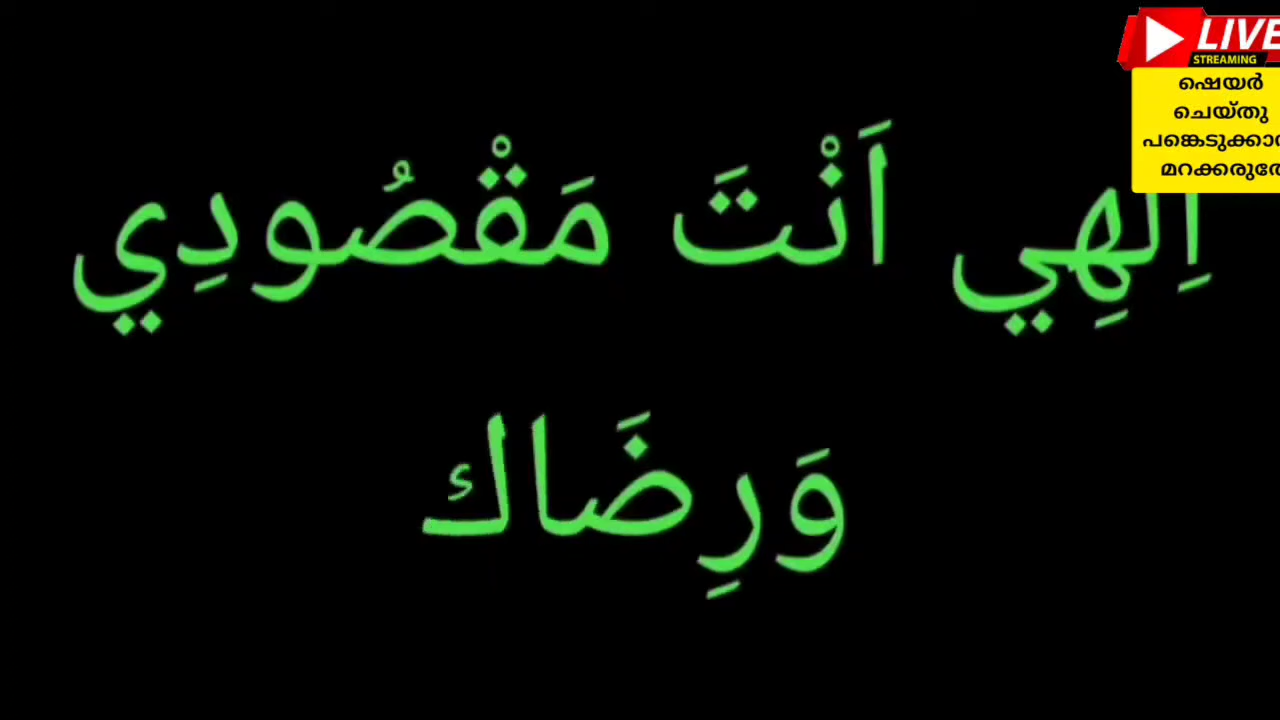 LIVE
STREAMING
ഷെയർ
ചെയ്തു
اِلٰهِي اَنْتَ مَقْصُودِي
وَرِضَاك